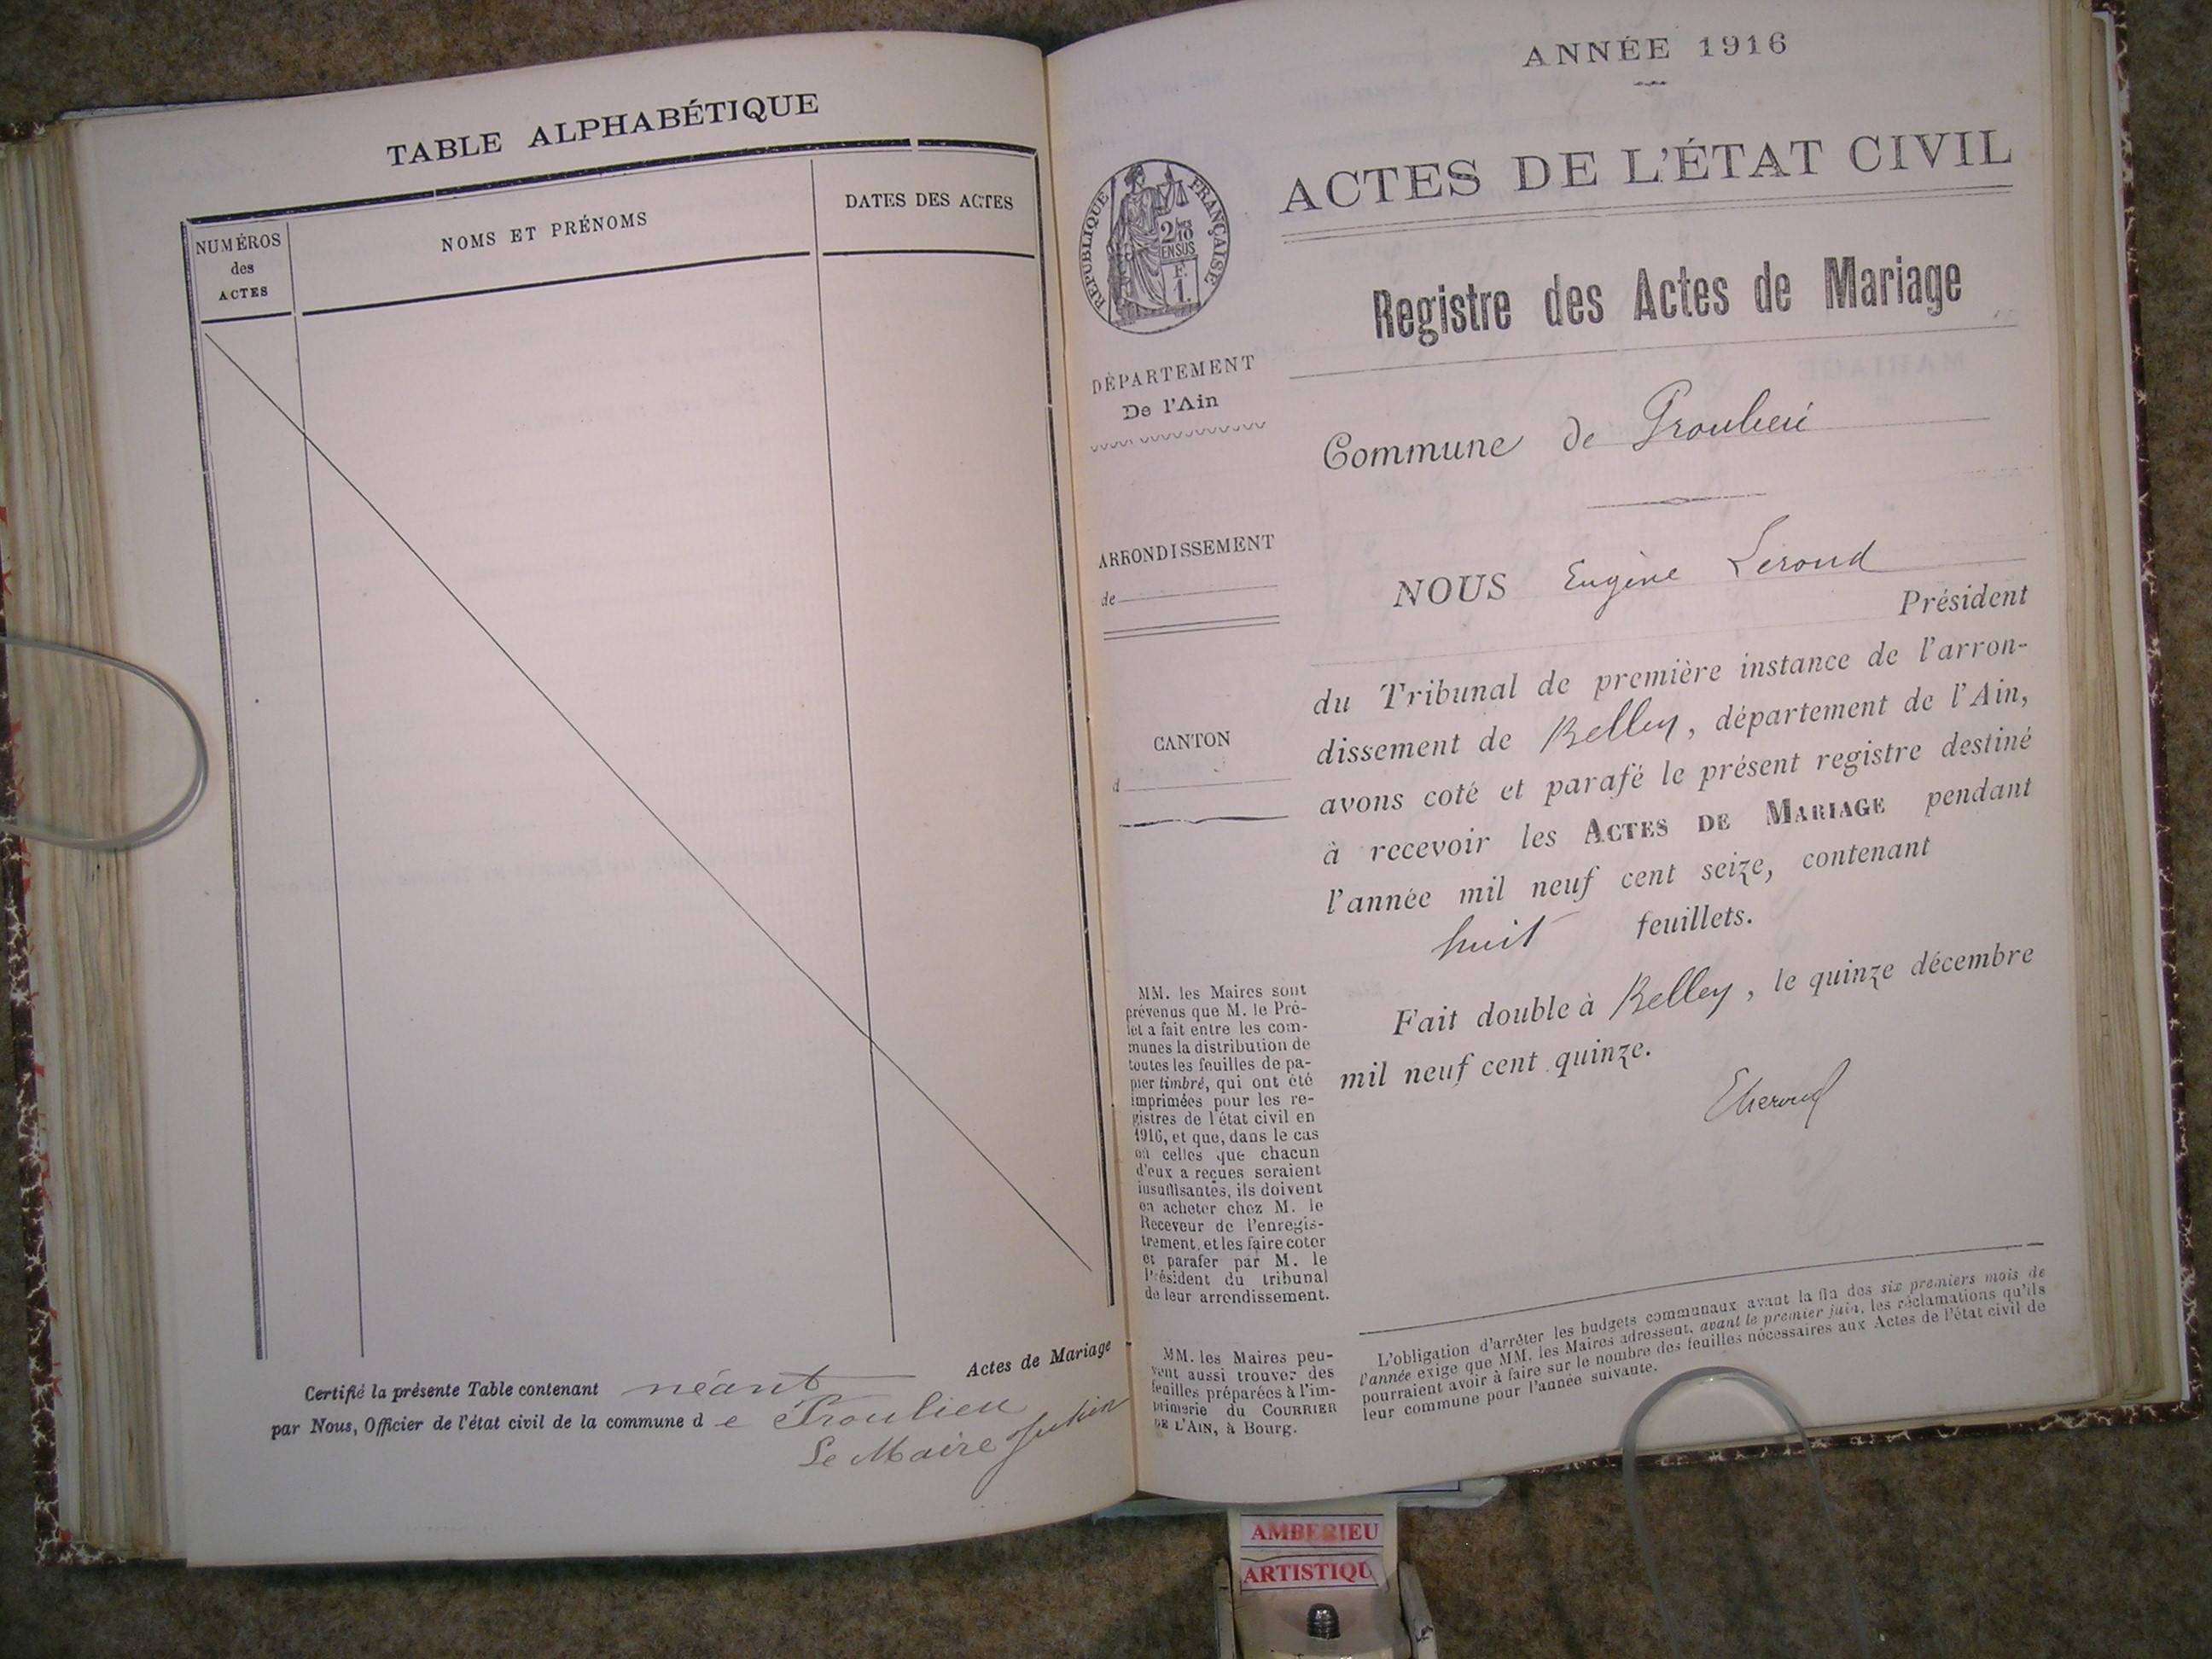 TABLE ALPHABÉTIQUE
NUMÉROS
des
ACTES
NOMS ET PRÉNOMS
DATES DES ACTES
Actes de Mariage
Certifié la présente Table contenant néant
par Nous, Officier de l'état civil de la commune d e Proulieu
Le Maire
ANNÉE 1916
ACTES DE L'ÉTAT CIVIL
RÉPUBLIQUE FRANÇAISE
2/10
EN SUS
F.
1.
Registre des Actes de Mariage
DÉPARTEMENT
De l'Ain
Commune de Proulieu
ARRONDISSEMENT
de
NOUS Eugène Leroud
Président
du Tribunal de première instance de l'arron-
dissement de Belley, département de l'Ain,
avons coté et parafé le présent registre destiné
à recevoir les ACTES DE MARIAGE pendant
l'année mil neuf cent seize, contenant
huit feuillets.
CANTON
d
Fait double à Belley, le quinze décembre
mil neuf cent quinze.
MM. les Maires sont
prévenus que M. le Pré-
fet a fait entre les com-
munes la distribution de
toutes les feuilles de pa-
pier timbré, qui ont été
imprimées pour les re-
gistres de l'état civil en
1916, et que, dans le cas
où celles que chacun
d'eux a reçues seraient
insuffisantes, ils doivent
en acheter chez M. le
Receveur de l'enregis-
trement, et les faire coter
et parafer par M. le
Président du tribunal
de leur arrondissement.
MM. les Maires peu-
vent aussi trouver des
feuilles préparées à l'im-
primerie du COURRIER
DE L'AIN, à Bourg.
L'obligation d'arrêter les budgets communaux avant la fin des six premiers mois de
l'année exige que MM. les Maires adressent, avant le premier juin, les réclamations qu'ils
pourraient avoir à faire sur le nombre des feuilles nécessaires aux Actes de l'état civil de
leur commune pour l'année suivante.
AMBERIEU
ARTISTIQU